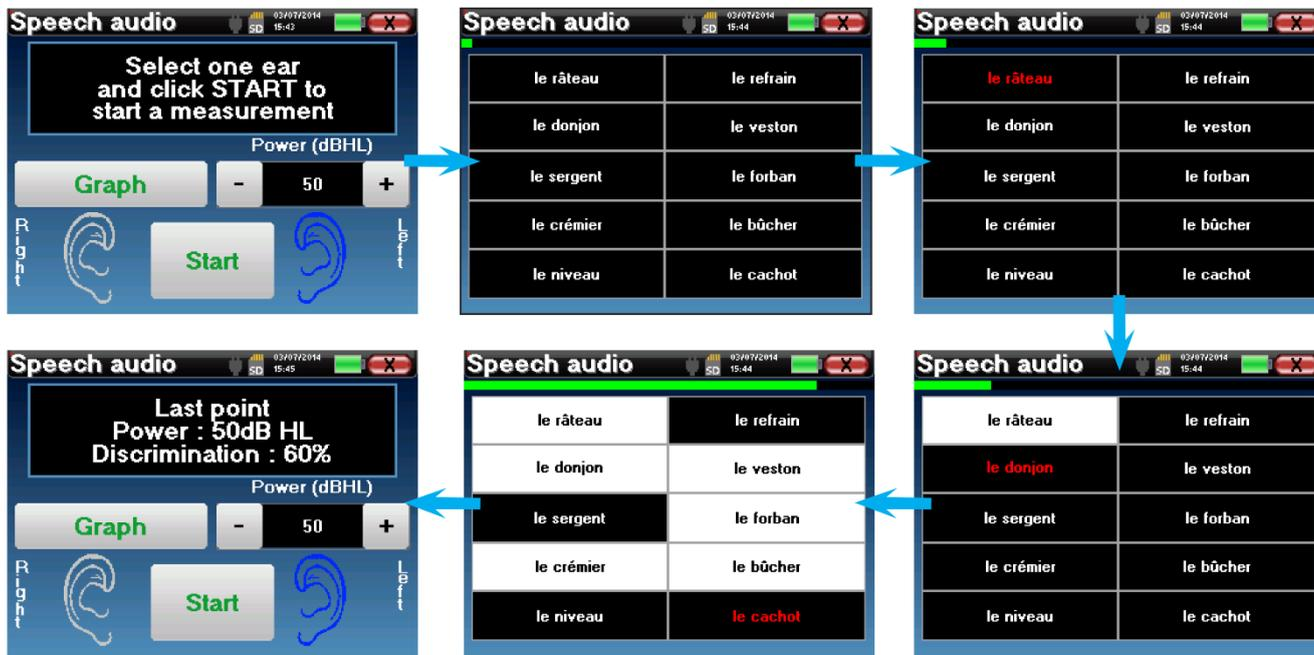 Speech audio SD 03/07/2014 15:43 X
Select one ear
and click START to
start a measurement
Power (dBHL)
Graph - 50 +
Right Start Left
Speech audio SD 03/07/2014 15:44 X
le râteau le refrain
le donjon le veston
le sergent le forban
le crémier le bûcher
le niveau le cachot
Speech audio SD 03/07/2014 15:44 X
le râteau le refrain
le donjon le veston
le sergent le forban
le crémier le bûcher
le niveau le cachot
Speech audio SD 03/07/2014 15:44 X
le râteau le refrain
le donjon le veston
le sergent le forban
le crémier le bûcher
le niveau le cachot
Speech audio SD 03/07/2014 15:44 X
le râteau le refrain
le donjon le veston
le sergent le forban
le crémier le bûcher
le niveau le cachot
Speech audio SD 03/07/2014 15:45 X
Last point
Power : 50dB HL
Discrimination : 60%
Power (dBHL)
Graph - 50 +
Right Start Left